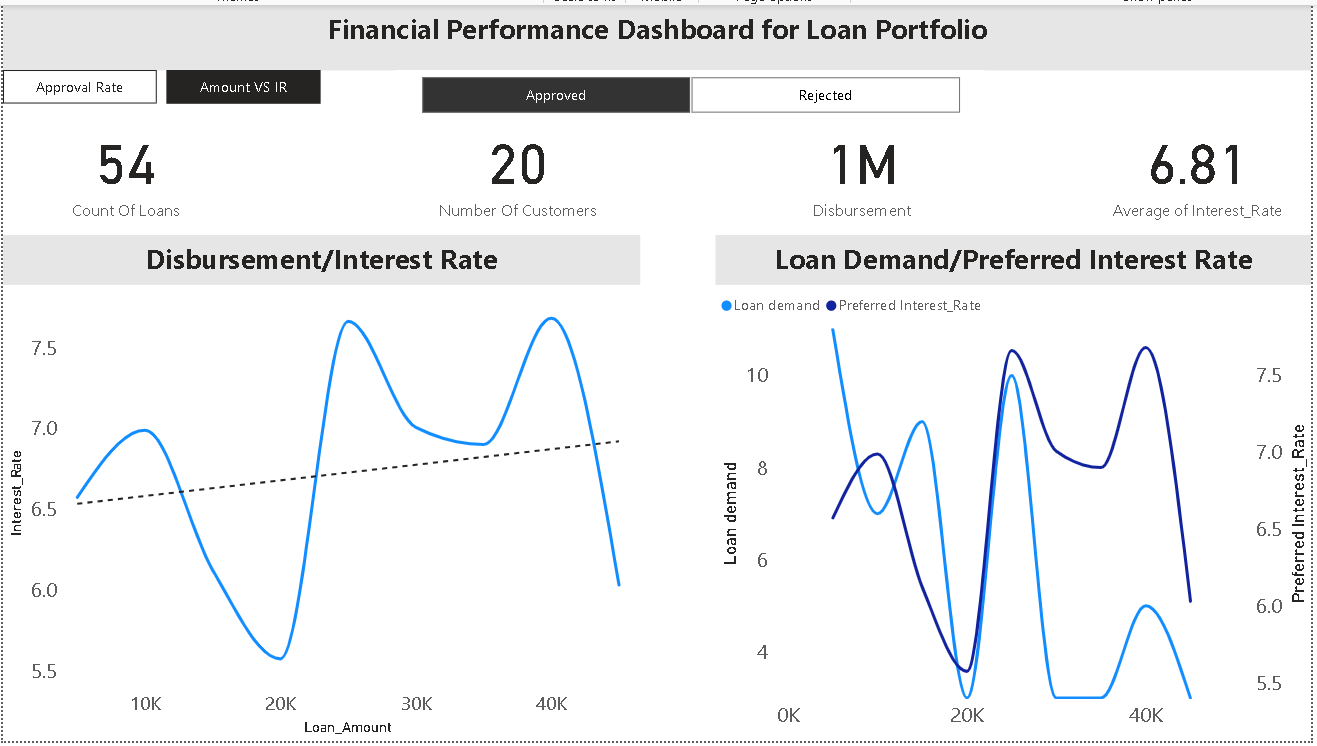 Financial Performance Dashboard for Loan Portfolio
Approval Rate
Amount VS IR
Approved
Rejected
54
Count Of Loans
20
Number Of Customers
1M
Disbursement
6.81
Average of Interest_Rate
Disbursement/Interest Rate
7.5
7.0
6.5
6.0
5.5
Interest_Rate
10K
20K
30K
40K
Loan_Amount
Loan Demand/Preferred Interest Rate
Loan demand
Preferred Interest_Rate
10
8
6
4
Loan demand
7.5
7.0
6.5
6.0
5.5
Preferred Interest_Rate
0K
20K
40K